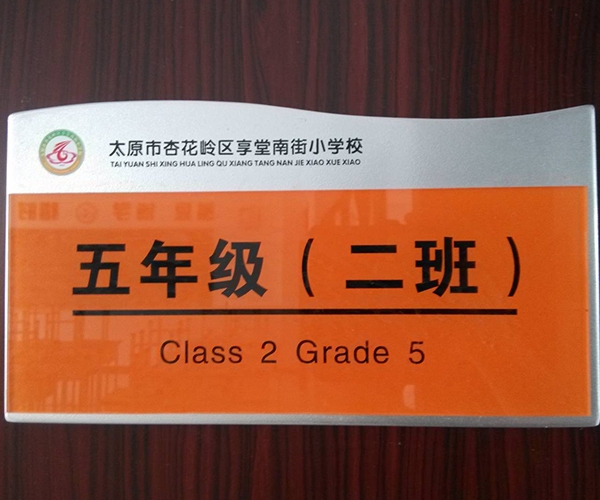 太原市杏花岭区享堂南街小学校
TAI YUAN SHI XING HUA LING QU XIANG TANG NAN JIE XIAO XUE XIAO
五年级（二班）
Class 2 Grade 5